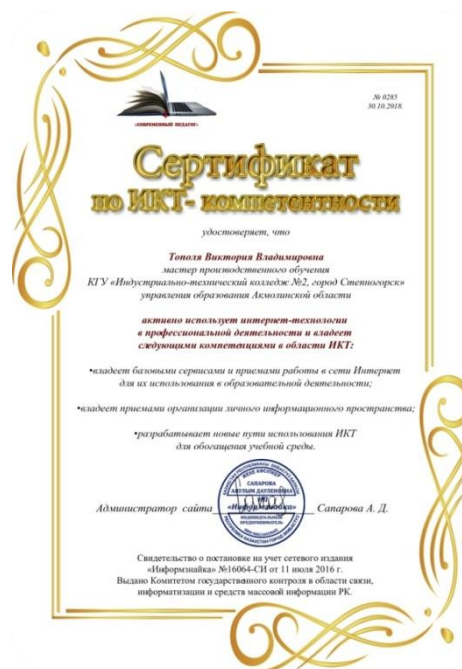 № 0285
30.10.2018.
«СОВРЕМЕННЫЙ ПЕДАГОГ»
Сертификат
по ИКТ- компетентности
удостоверяет, что
Тополя Виктория Владимировна
мастер производственного обучения
КГУ «Индустриально-технический колледж №2, город Степногорск»
управления образования Акмолинской области
активно использует интернет-технологии
в профессиональной деятельности и владеет
следующими компетенциями в области ИКТ:
•владеет базовыми сервисами и приемами работы в сети Интернет
для их использования в образовательной деятельности;
•владеет приемами организации личного информационного пространства;
•разрабатывает новые пути использования ИКТ
для обогащения учебной среды.
САПАРОВА
«Информзнайка»
ИНДИВИДУАЛЬНЫЙ
ПРЕДПРИНИМАТЕЛЬ
Администратор сайта Сапарова А. Д.
Свидетельство о постановке на учет сетевого издания
«Информзнайка» №16064-СИ от 11 июля 2016 г.
Выдано Комитетом государственного контроля в области связи,
информатизации и средств массовой информации РК.